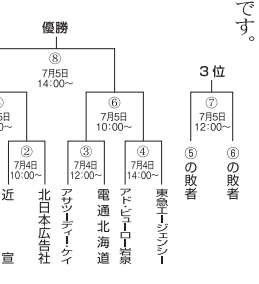 です。
優勝
⑧
7月5日
14:00～
3位
⑥
7月5日
10:00～
⑦
7月5日
12:00～
②
7月4日
10:00～
③
7月4日
12:00～
④
7月4日
14:00～
⑤の敗者
⑥の敗者
近宣
北日本広告社
アサツーディ・ケイ
電通北海道
アド・ビューロー岩泉
東急エージェンシー